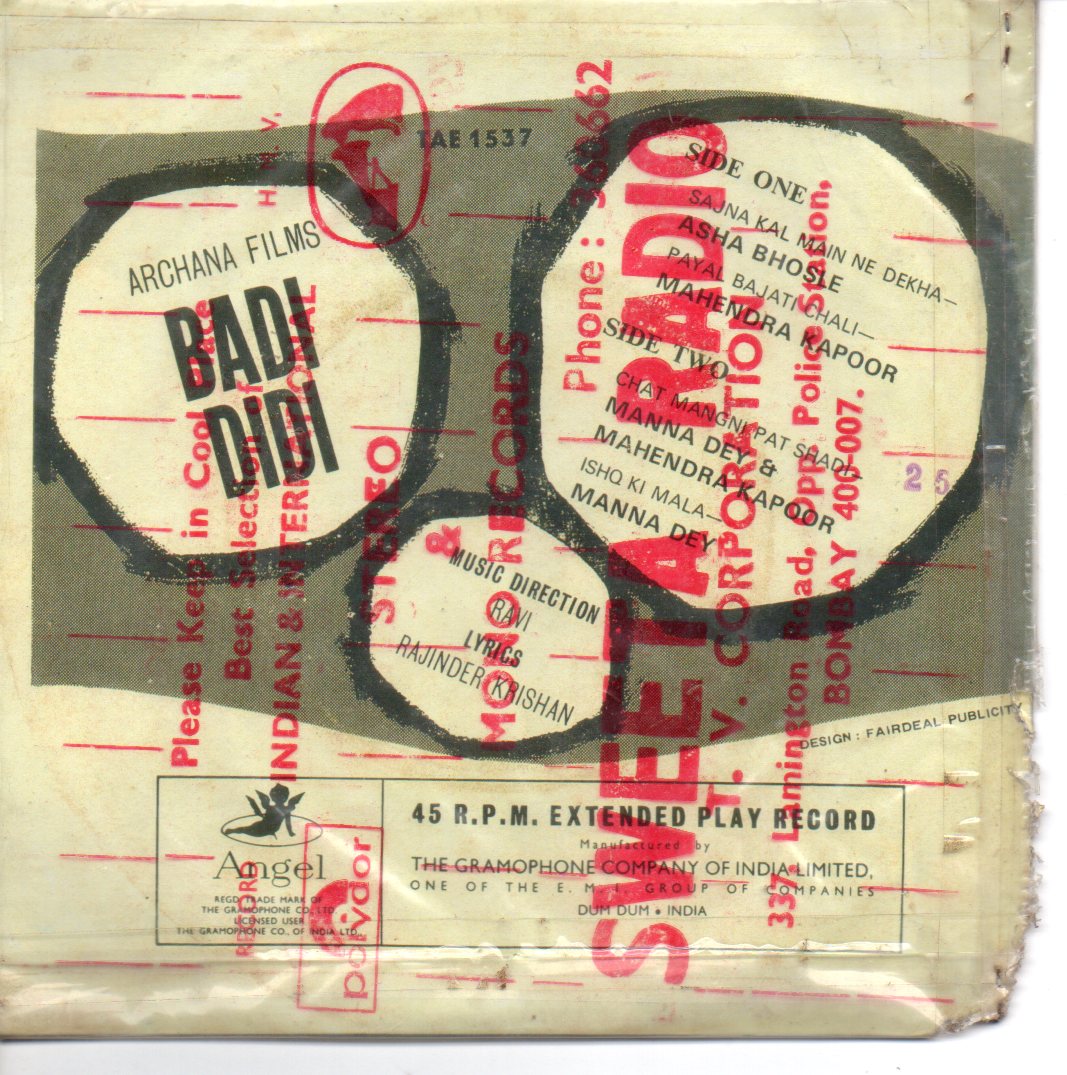 TAE 1537
ARCHANA FILMS
BADI
DIDI
SIDE ONE
SAJNA KAL MAIN NE DEKHA—
ASHA BHOSLE
PAYAL BAJATI CHALI—
MAHENDRA KAPOOR
SIDE TWO
CHAT MANGNI PAT SHADI—
MANNA DEY &
MAHENDRA KAPOOR
ISHQ KI MALA—
MANNA DEY
MUSIC DIRECTION
RAVI
LYRICS
RAJINDER KRISHAN
25
DESIGN : FAIRDEAL PUBLICITY
Angel
REGD. TRADE MARK OF
THE GRAMOPHONE CO., LTD.
LICENSED USER
THE GRAMOPHONE CO., OF INDIA LTD.
45 R.P.M. EXTENDED PLAY RECORD
Manufactured by
THE GRAMOPHONE COMPANY OF INDIA LIMITED,
ONE OF THE E. M. I. GROUP OF COMPANIES
DUM DUM • INDIA
Please Keep in Cool Place
Best Selection of
INDIAN & INTERNATIONAL
STEREO
&
MONO RECORDS
RECORD
H. M. V.
polydor
Phone: 368662
SWEETA RADIO
T. V. CORPORATION
337, Lamington Road, Opp. Police Station,
BOMBAY 400-007.